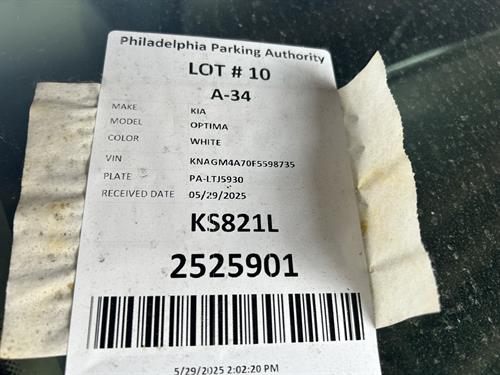 Philadelphia Parking Authority
LOT # 10
A-34
MAKE KIA
MODEL OPTIMA
COLOR WHITE
VIN KNAGM4A70F5598735
PLATE PA-LTJ5930
RECEIVED DATE 05/29/2025
KS821L
2525901
5/29/2025 2:02:20 PM